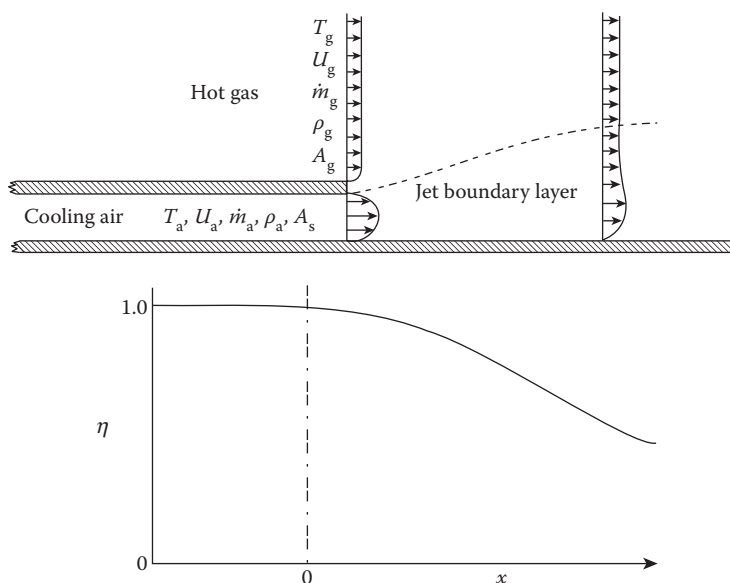 T_g
U_g
Hot gas ṁ_g
ρ_g
A_g
Jet boundary layer
Cooling air T_a, U_a, ṁ_a, ρ_a, A_s
1.0
η
0
0 x